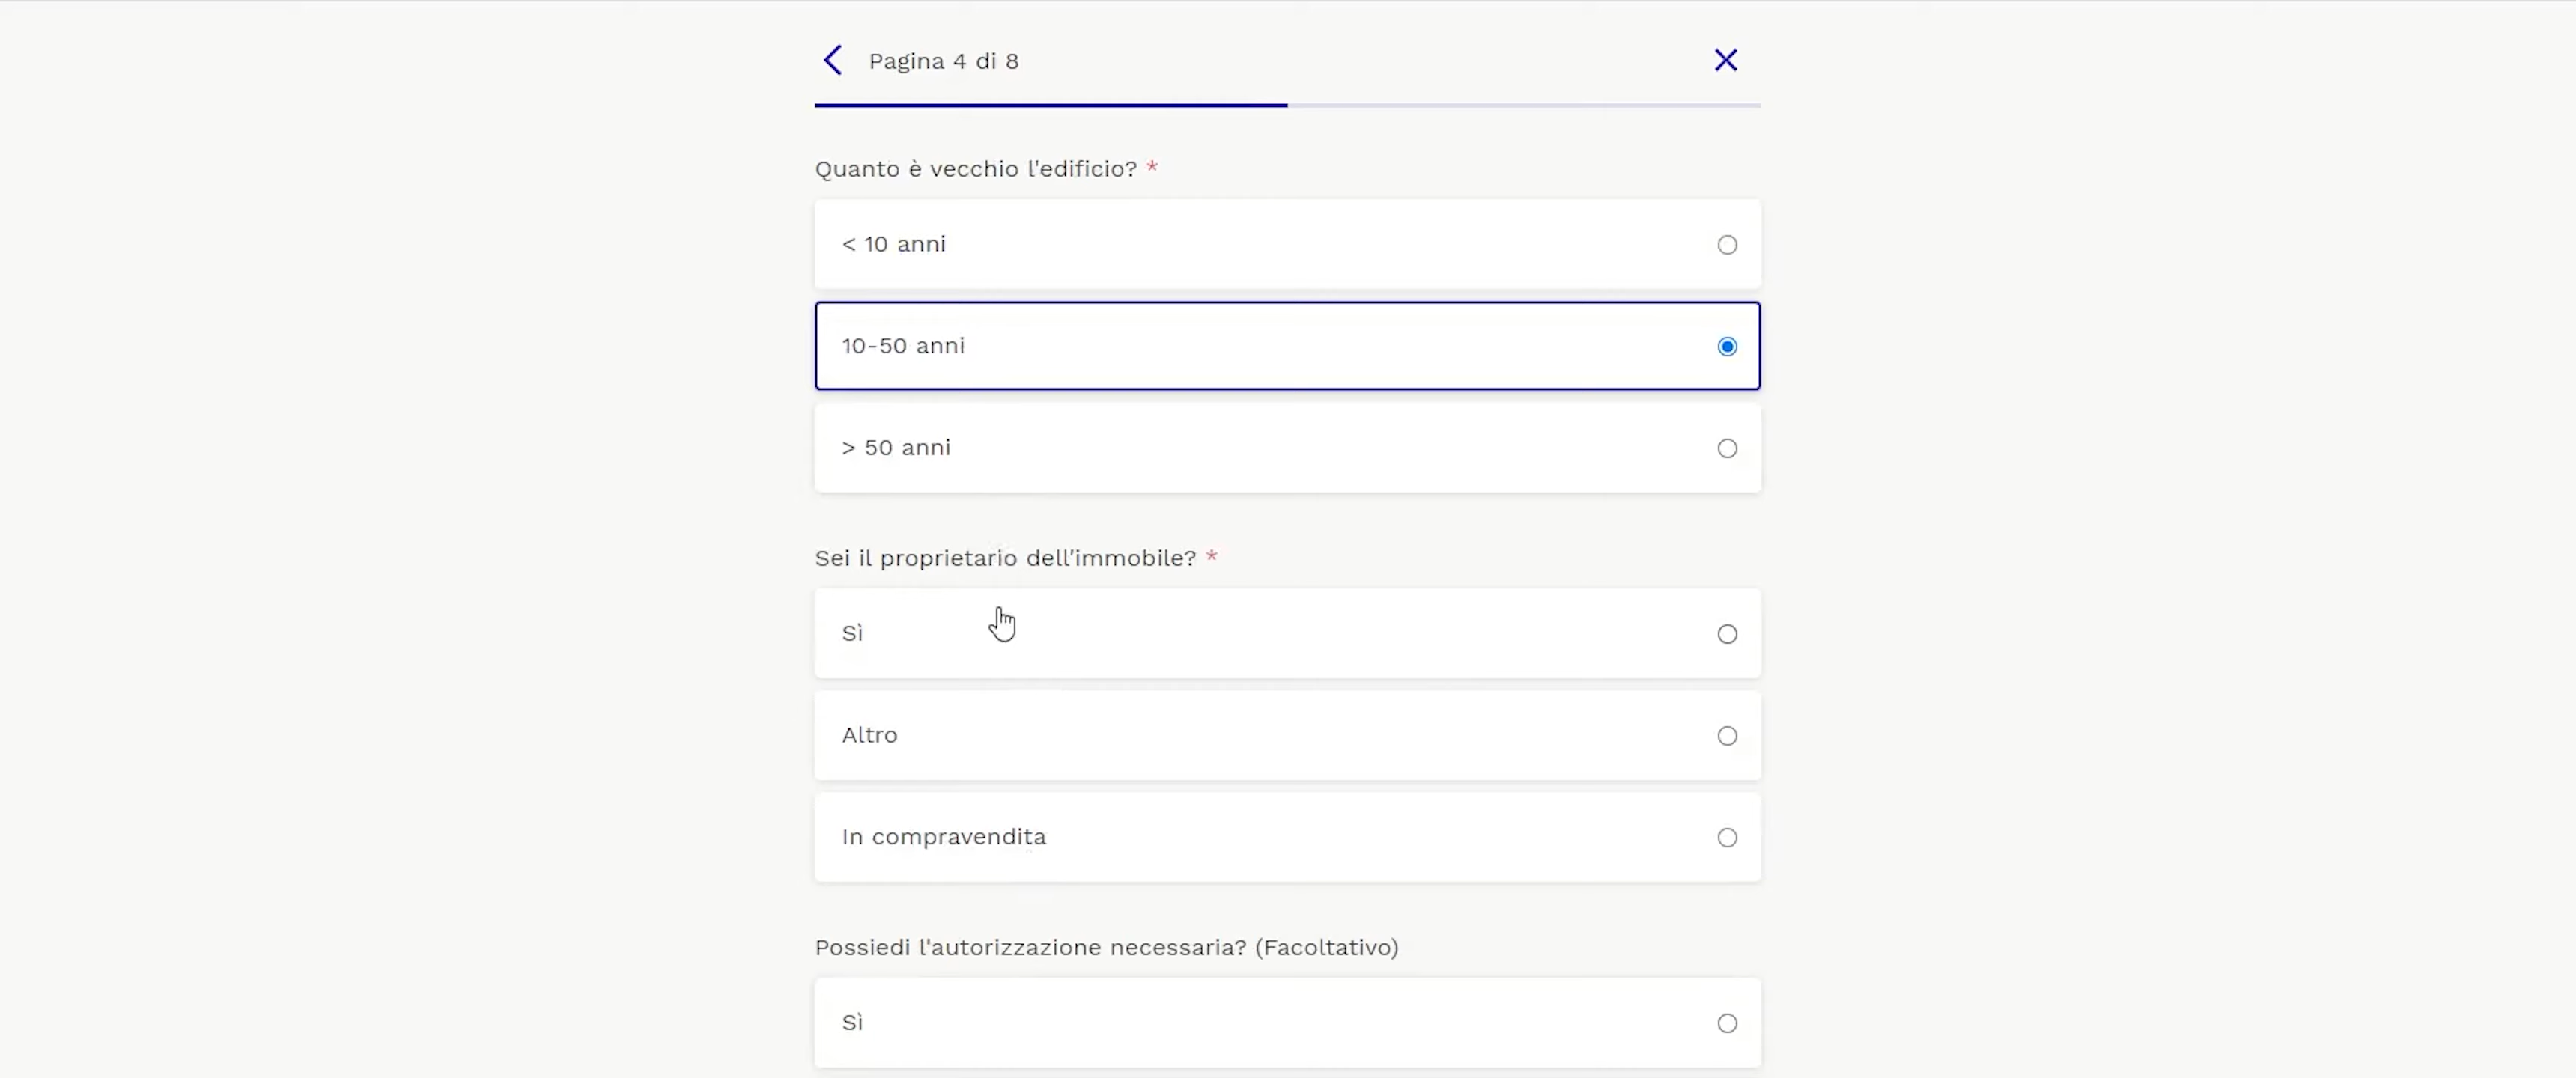 Pagina 4 di 8
Quanto è vecchio l'edificio? *
< 10 anni
10-50 anni
> 50 anni
Sei il proprietario dell'immobile? *
Sì
Altro
In compravendita
Possiedi l'autorizzazione necessaria? (Facoltativo)
Sì